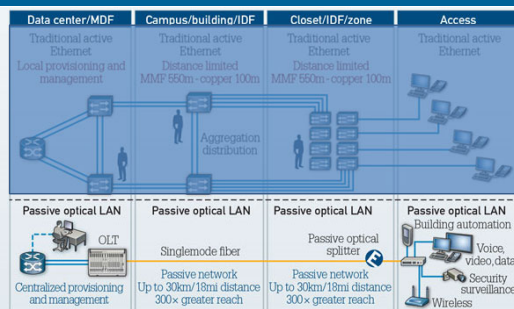 Data center/MDF
Campus/building/IDF
Closet/IDF/zone
Access
Traditional active
Ethernet
Local provisioning and
management
Traditional active
Ethernet
Distance limited
MMF 550m - copper 100m
Aggregation
distribution
Traditional active
Ethernet
Distance limited
MMF 550m - copper 100m
Traditional active
Ethernet
Passive optical LAN
OLT
Centralized provisioning
and management
Passive optical LAN
Singlemode fiber
Passive network
Up to 30km/18mi distance
300× greater reach
Passive optical LAN
Passive optical
splitter
Passive network
Up to 30km/18mi distance
300× greater reach
Passive optical LAN
Building automation
Voice,
video,data
Security
surveillance
Wireless